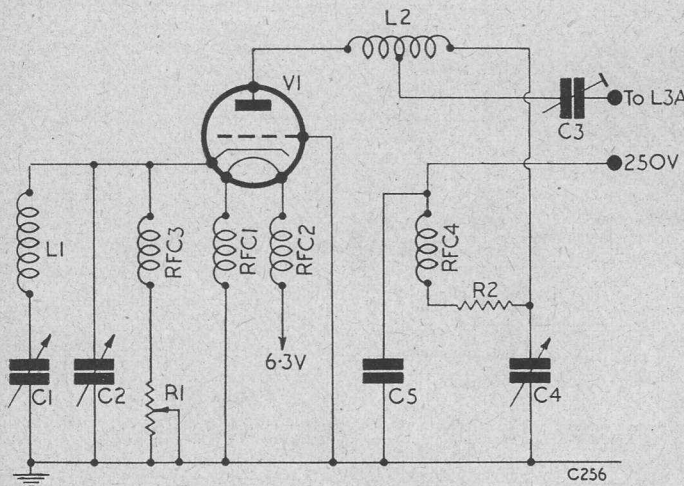 L2
V1
C3
To L3A
250V
L1
RFC3
RFC1
RFC2
RFC4
R2
6·3V
C1
C2
R1
C5
C4
C256